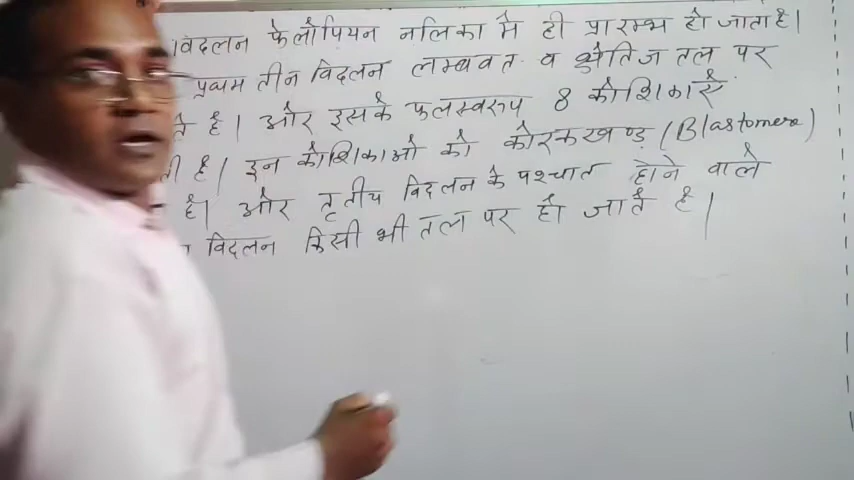 विदलन फेलोपियन नलिका मे ही प्रारम्भ हो जाता है।
प्रथम तीन विदलन लम्बवत व क्षैतिज तल पर
ते है। और इसके फलस्वरूप 8 कोशिकाऐं
ती है। इन कोशिकाओ को कोरकखण्ड (Blastomere)
है। और तृतीय विदलन के पश्चात होने वाले
विदलन किसी भी तल पर हो जाते है।